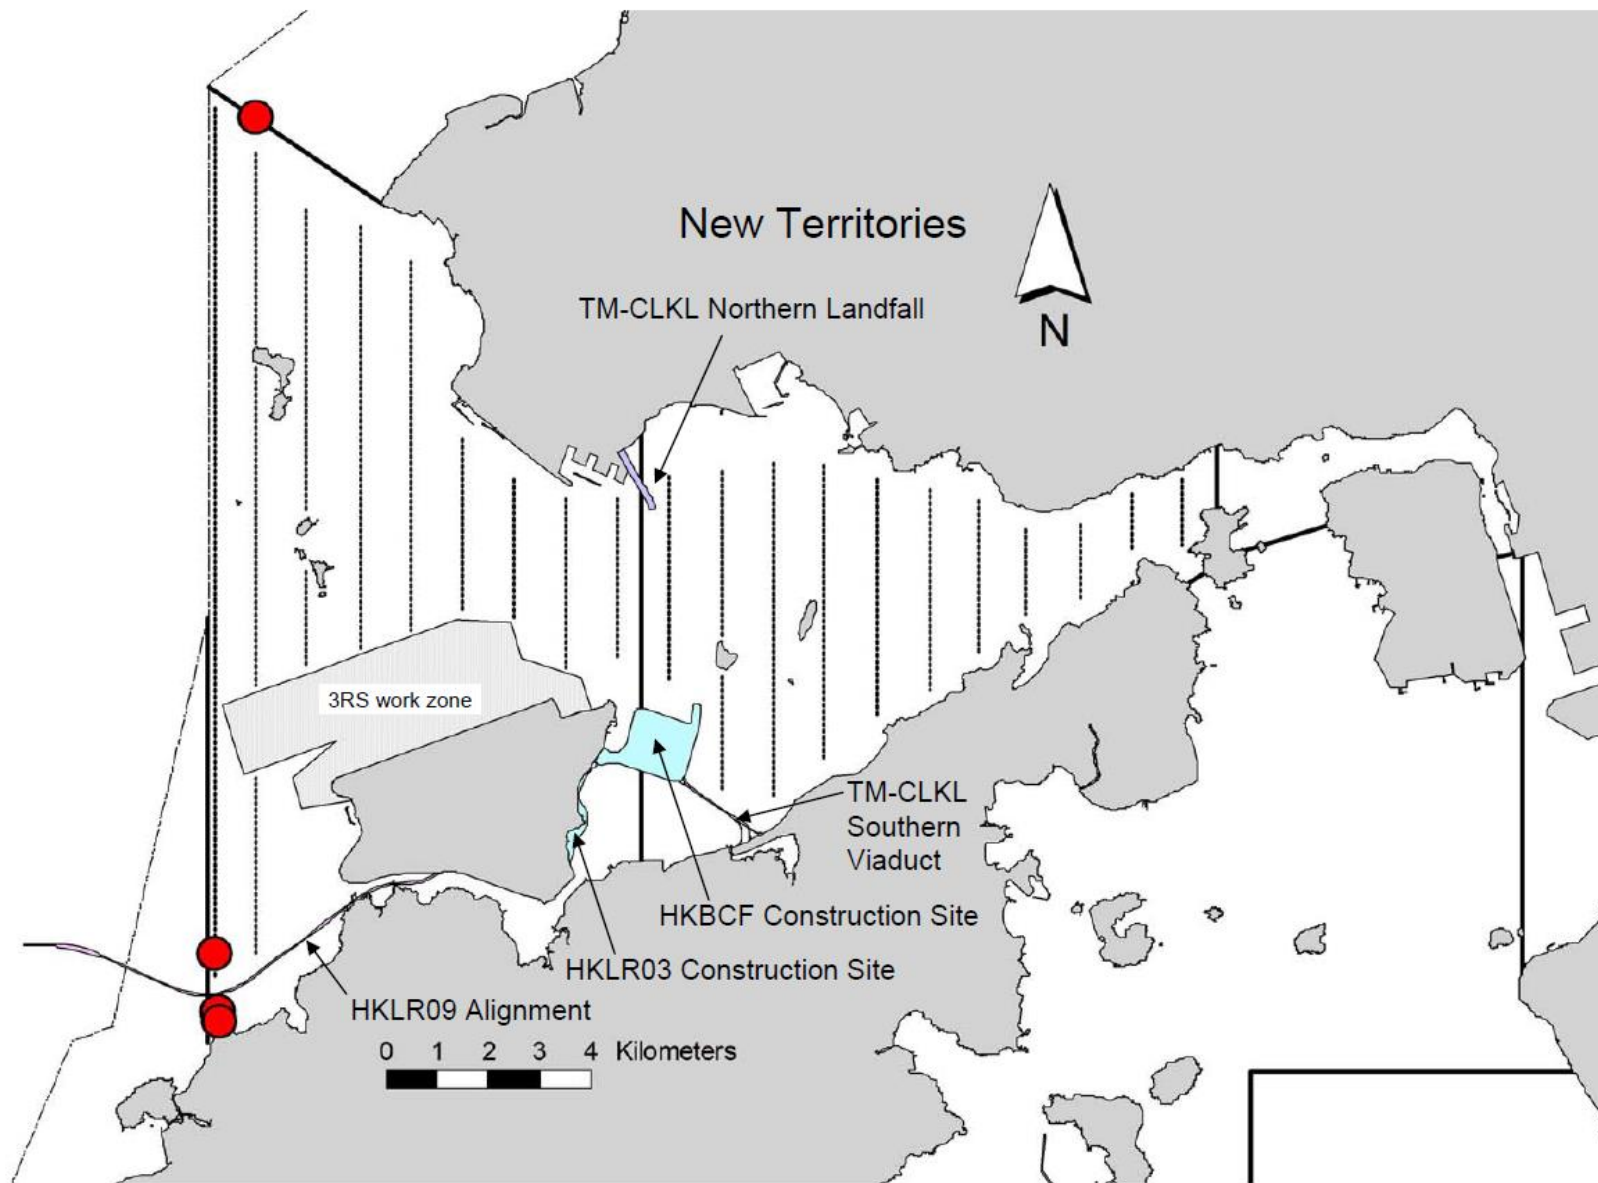 New Territories
TM-CLKL Northern Landfall
N
3RS work zone
TM-CLKL
Southern
Viaduct
HKBCF Construction Site
HKLR03 Construction Site
HKLR09 Alignment
0 1 2 3 4 Kilometers